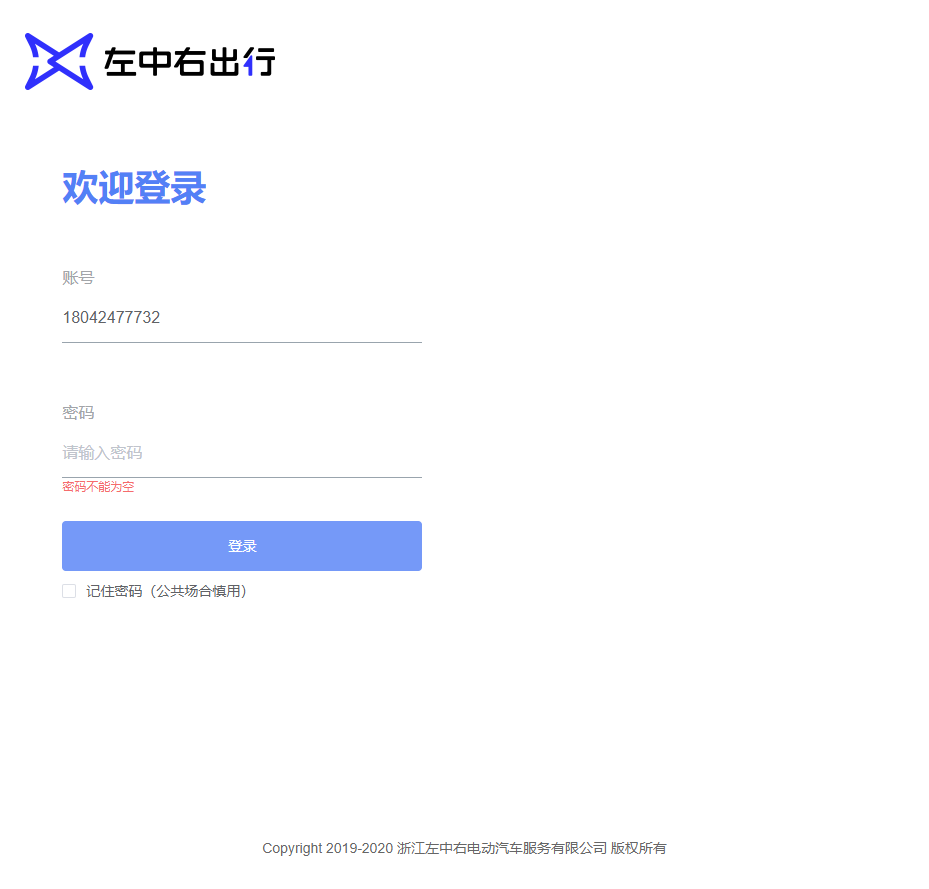 左中右出行
欢迎登录
账号
18042477732
密码
请输入密码
密码不能为空
登录
记住密码（公共场合慎用）
Copyright 2019-2020 浙江左中右电动汽车服务有限公司 版权所有